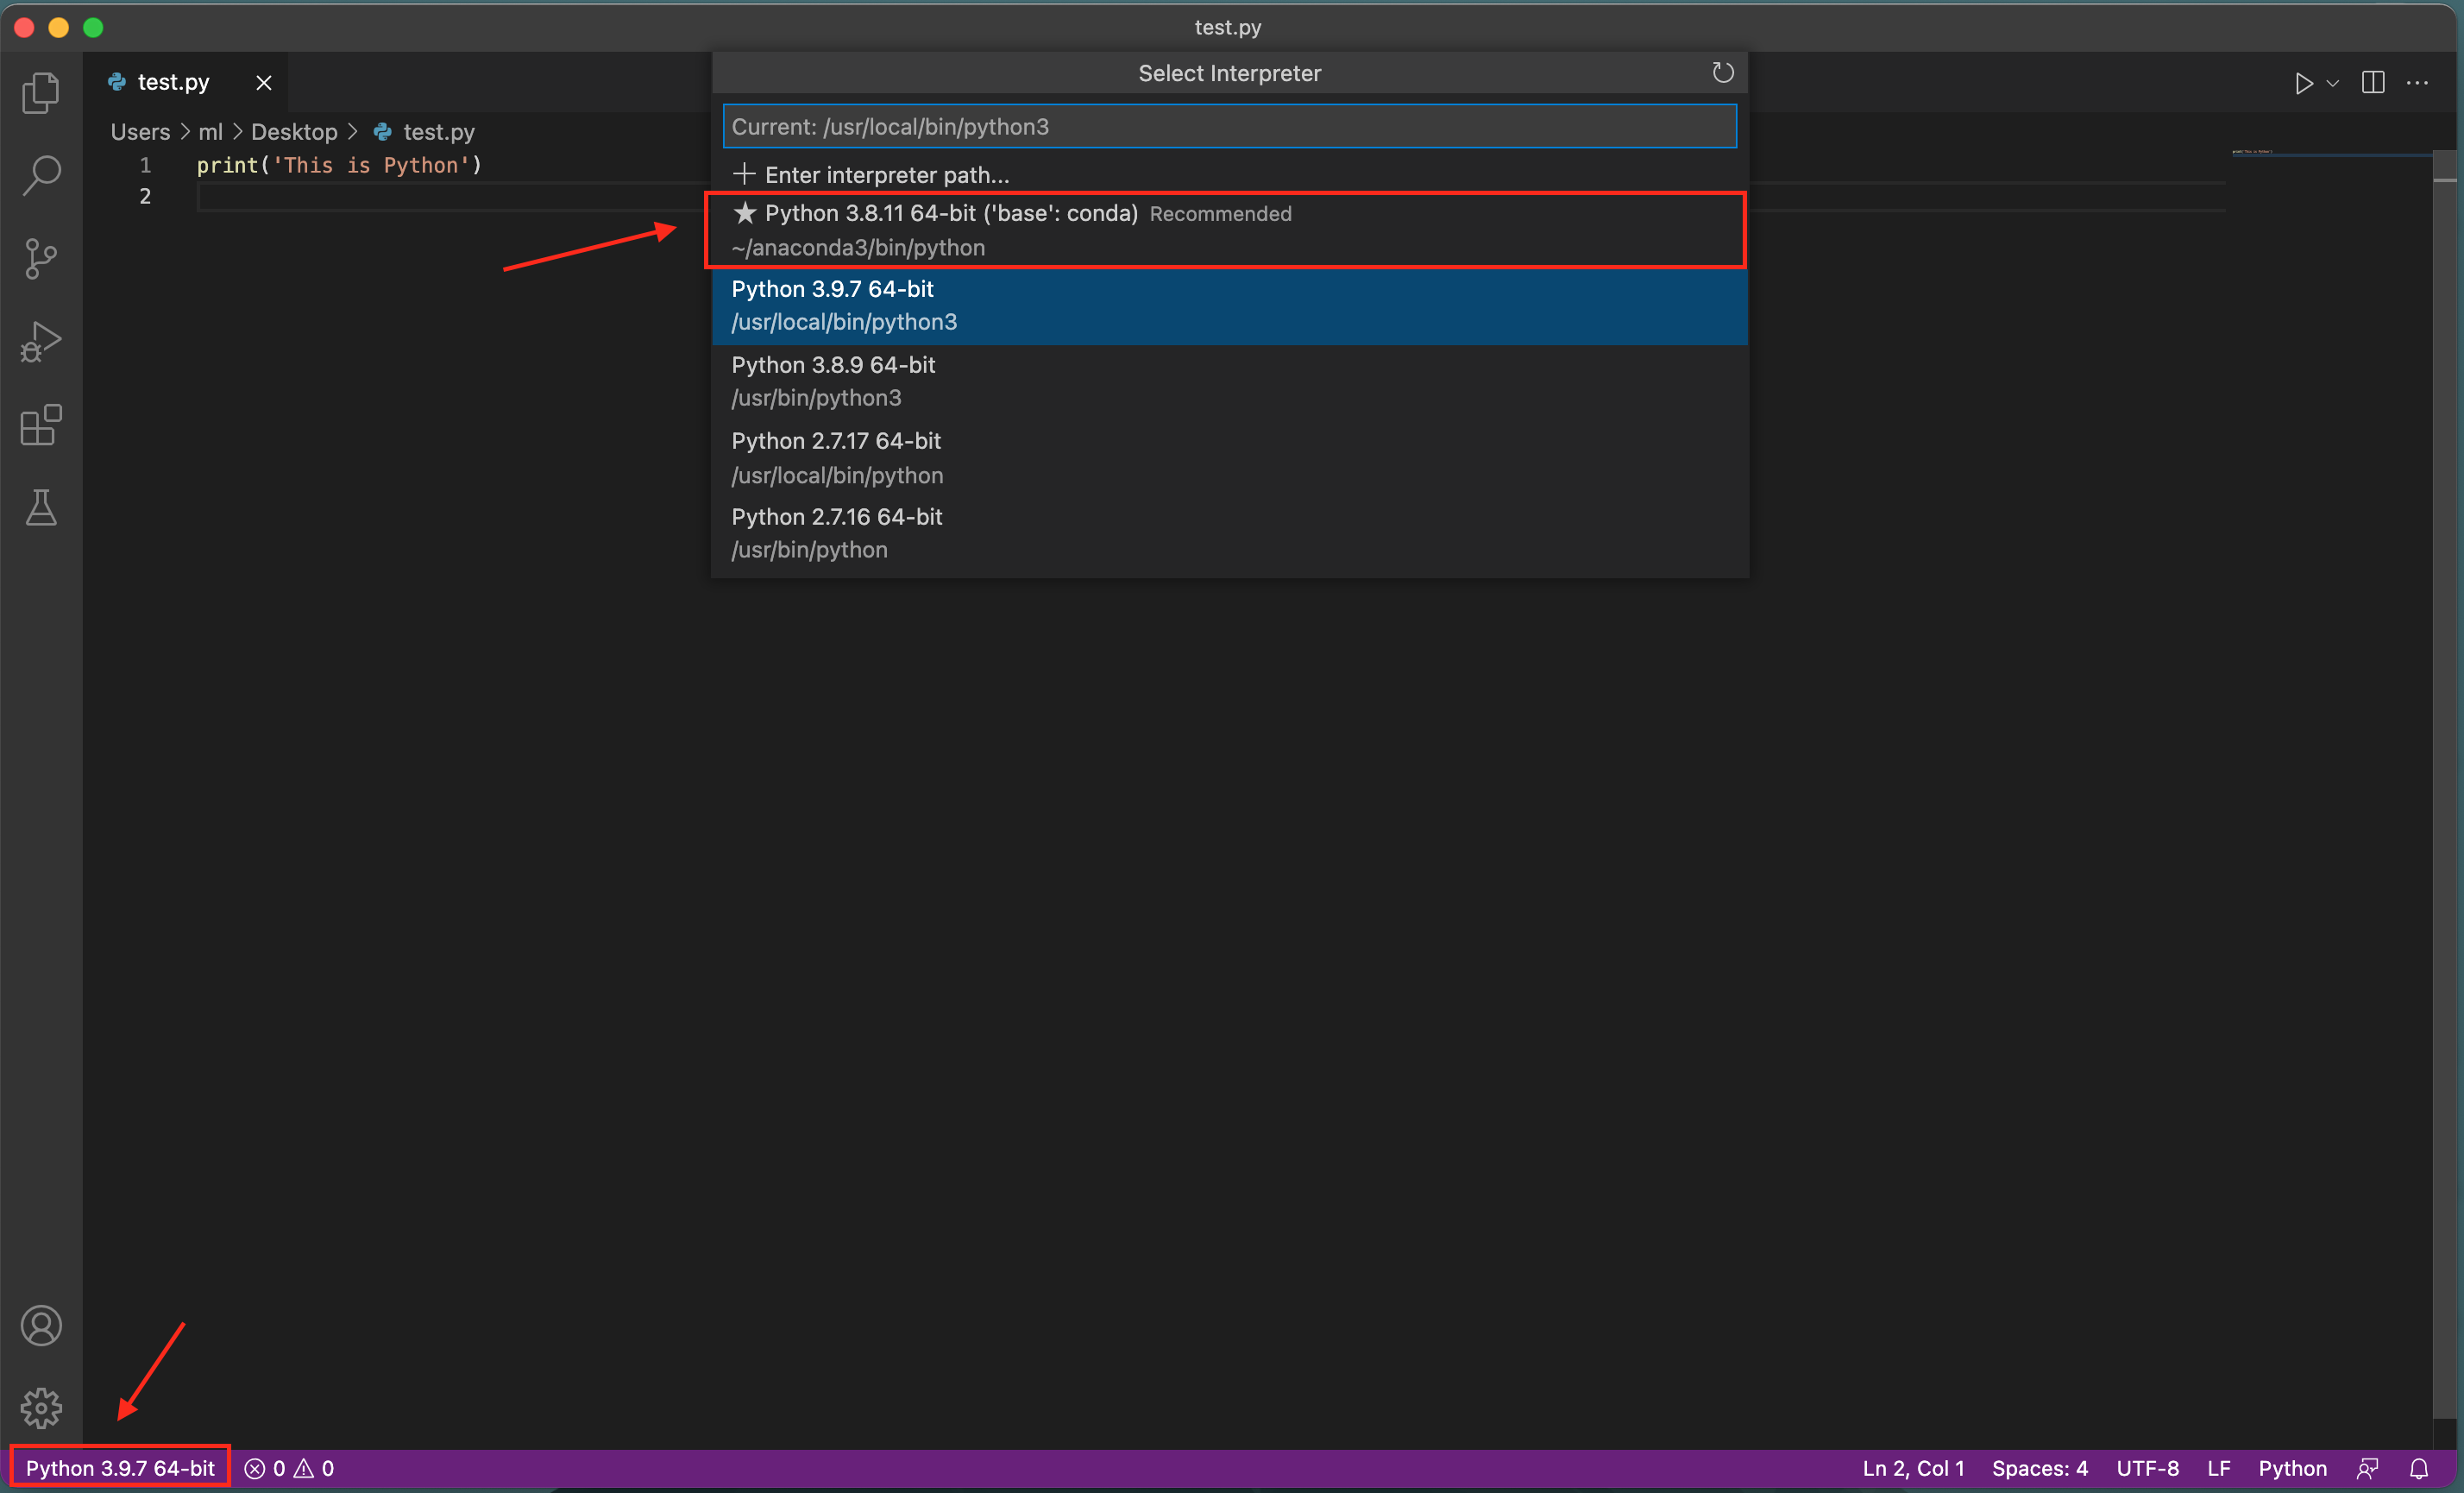 test.py
test.py
Select Interpreter
Users > ml > Desktop > test.py
Current: /usr/local/bin/python3
1 print('This is Python')
2
Enter interpreter path...
★ Python 3.8.11 64-bit ('base': conda) Recommended
~/anaconda3/bin/python
Python 3.9.7 64-bit
/usr/local/bin/python3
Python 3.8.9 64-bit
/usr/bin/python3
Python 2.7.17 64-bit
/usr/local/bin/python
Python 2.7.16 64-bit
/usr/bin/python
Python 3.9.7 64-bit 0 0 Ln 2, Col 1 Spaces: 4 UTF-8 LF Python